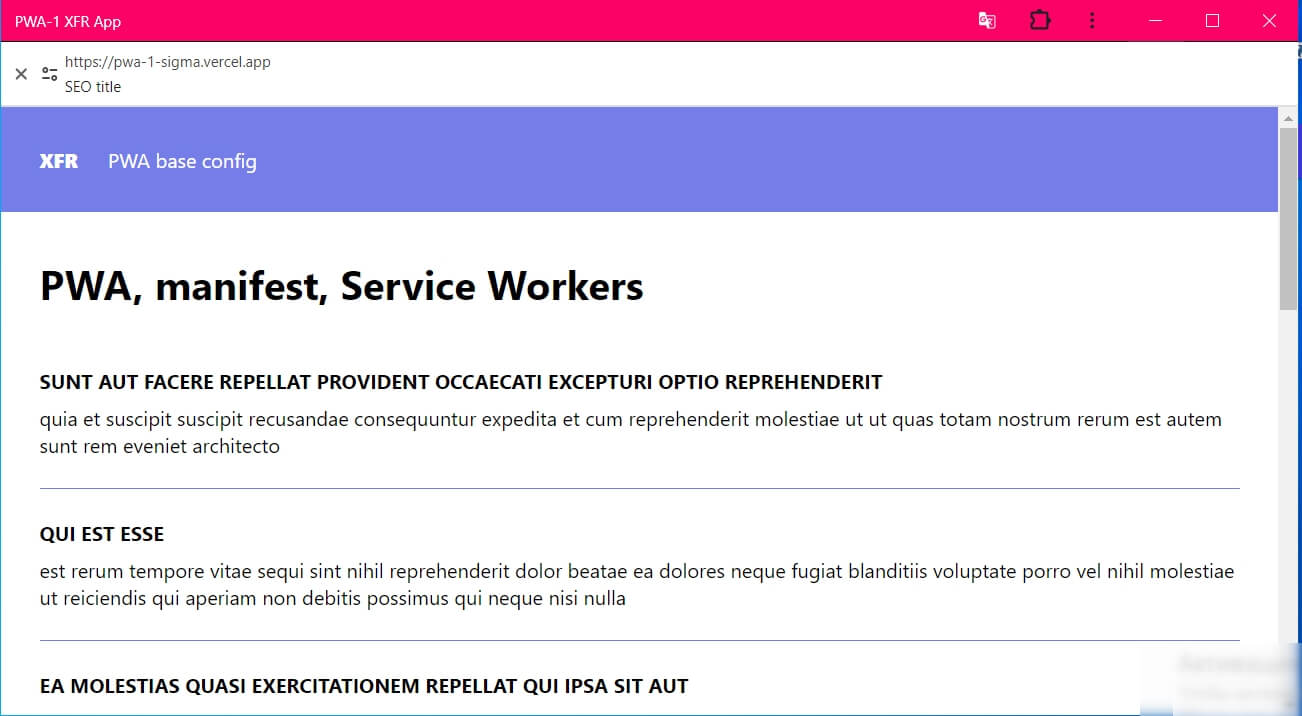 PWA-1 XFR App
https://pwa-1-sigma.vercel.app
SEO title
XFR PWA base config
PWA, manifest, Service Workers
SUNT AUT FACERE REPELLAT PROVIDENT OCCAECATI EXCEPTURI OPTIO REPREHENDERIT
quia et suscipit suscipit recusandae consequuntur expedita et cum reprehenderit molestiae ut ut quas totam nostrum rerum est autem
sunt rem eveniet architecto
QUI EST ESSE
est rerum tempore vitae sequi sint nihil reprehenderit dolor beatae ea dolores neque fugiat blanditiis voluptate porro vel nihil molestiae
ut reiciendis qui aperiam non debitis possimus qui neque nisi nulla
EA MOLESTIAS QUASI EXERCITATIONEM REPELLAT QUI IPSA SIT AUT